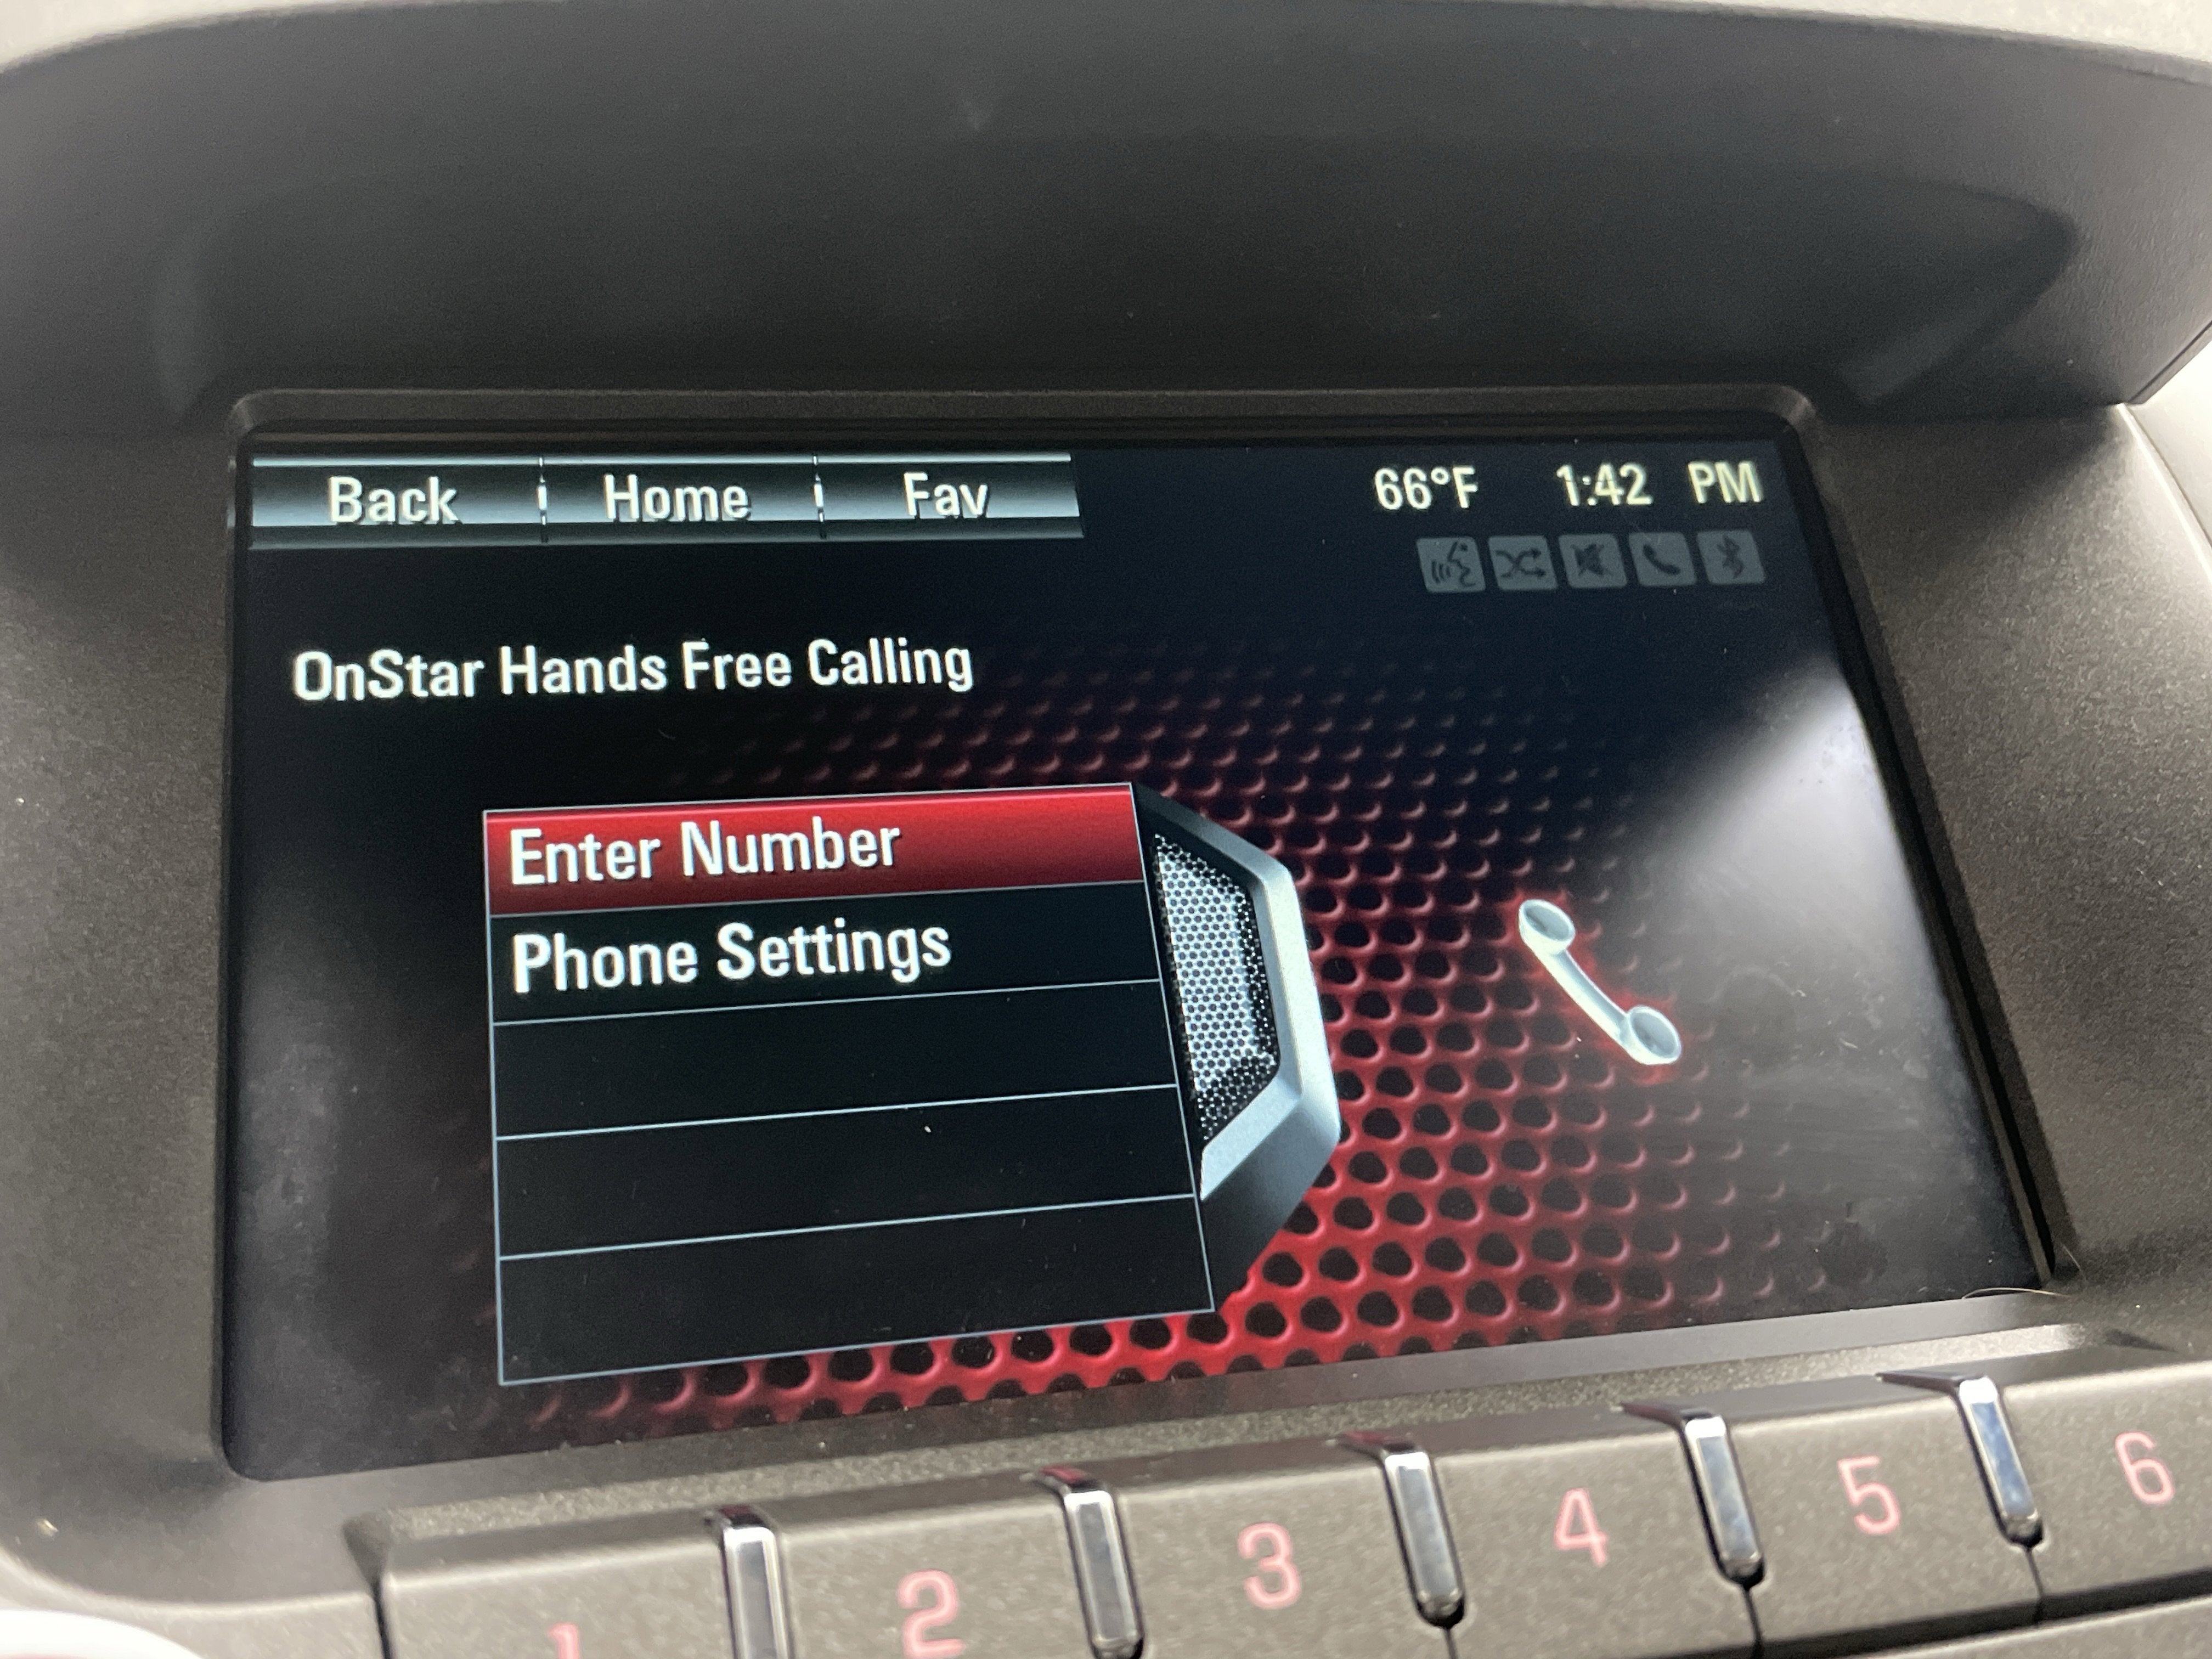 Back Home Fav 66°F 1:42 PM
OnStar Hands Free Calling
Enter Number
Phone Settings
1 2 3 4 5 6